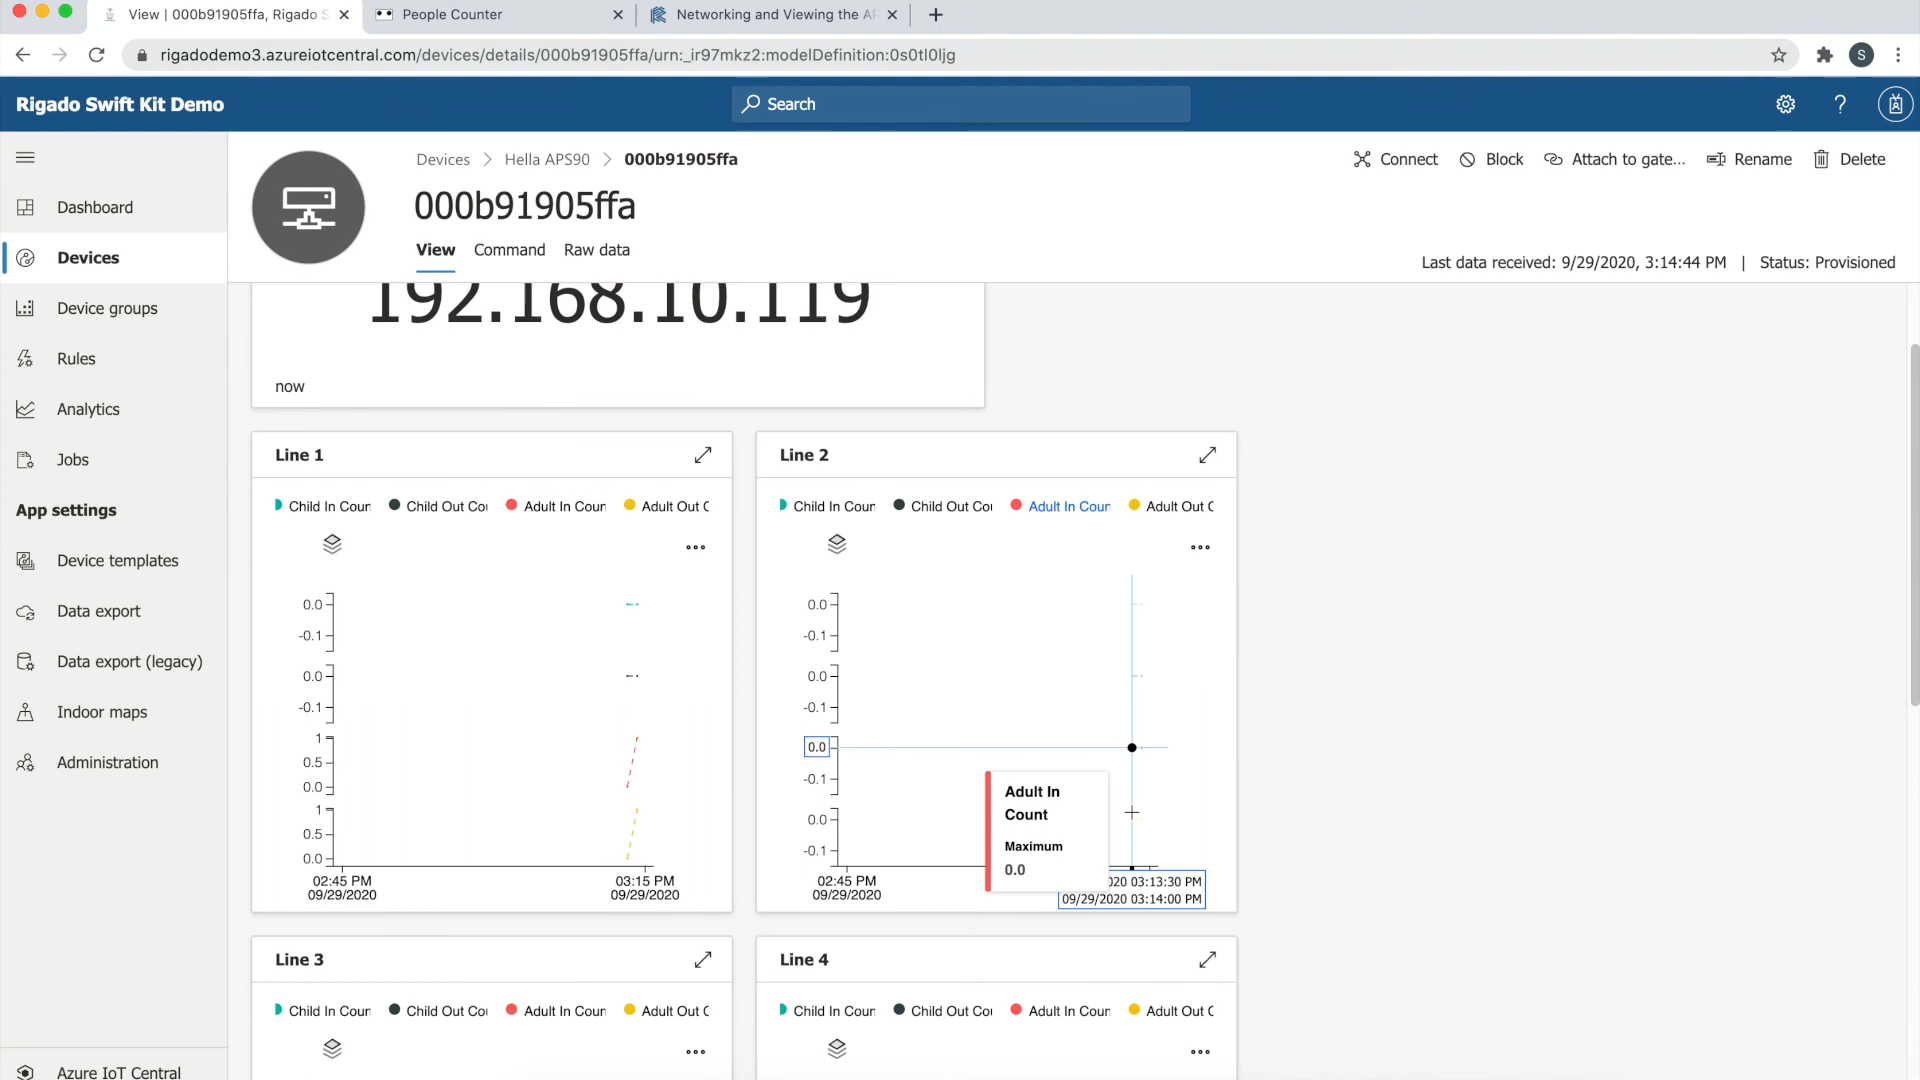 View | 000b91905ffa, Rigado S
People Counter
Networking and Viewing the AP
rigadodemo3.azureiotcentral.com/devices/details/000b91905ffa/urn:_ir97mkz2:modelDefinition:0s0tl0ljg
S
Rigado Swift Kit Demo
Search
Devices
Hella APS90
000b91905ffa
Connect
Block
Attach to gate...
Rename
Delete
000b91905ffa
View
Command
Raw data
Last data received: 9/29/2020, 3:14:44 PM | Status: Provisioned
Dashboard
Devices
Device groups
Rules
Analytics
Jobs
App settings
Device templates
Data export
Data export (legacy)
Indoor maps
Administration
Azure IoT Central
192.168.10.119
now
Line 1
Child In Coun
Child Out Cou
Adult In Coun
Adult Out C
0.0
-0.1
0.0
-0.1
1
0.5
0.0
1
0.5
0.0
02:45 PM
09/29/2020
03:15 PM
09/29/2020
Line 2
Child In Coun
Child Out Cou
Adult In Coun
Adult Out C
0.0
-0.1
0.0
-0.1
0.0
-0.1
0.0
-0.1
02:45 PM
09/29/2020
Adult In
Count
Maximum
0.0
020 03:13:30 PM
09/29/2020 03:14:00 PM
Line 3
Child In Coun
Child Out Cou
Adult In Coun
Adult Out C
Line 4
Child In Coun
Child Out Cou
Adult In Coun
Adult Out C